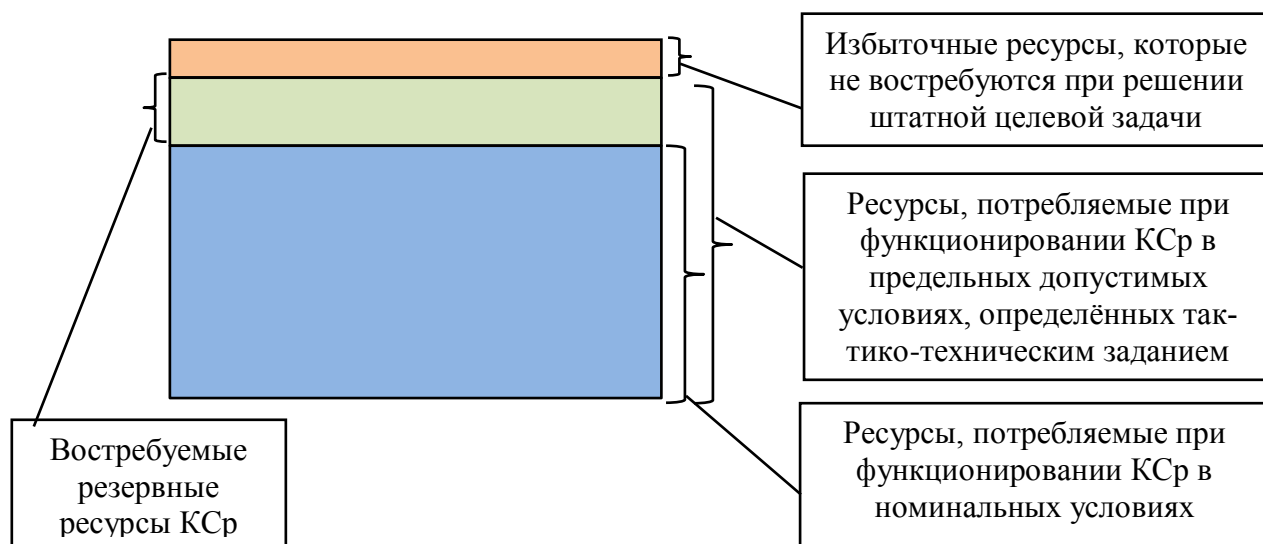 Избыточные ресурсы, которые
не востребуются при решении
штатной целевой задачи
Ресурсы, потребляемые при
функционировании КСр в
предельных допустимых
условиях, определённых так-
тико-техническим заданием
Востребуемые
резервные
ресурсы КСр
Ресурсы, потребляемые при
функционировании КСр в
номинальных условиях